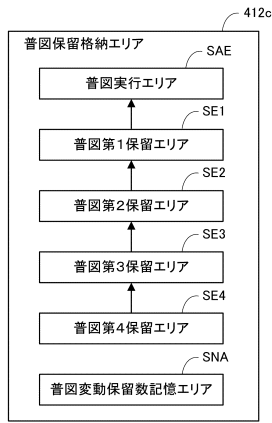 412c
普図保留格納エリア
SAE
普図実行エリア
SE1
普図第1保留エリア
SE2
普図第2保留エリア
SE3
普図第3保留エリア
SE4
普図第4保留エリア
SNA
普図変動保留数記憶エリア